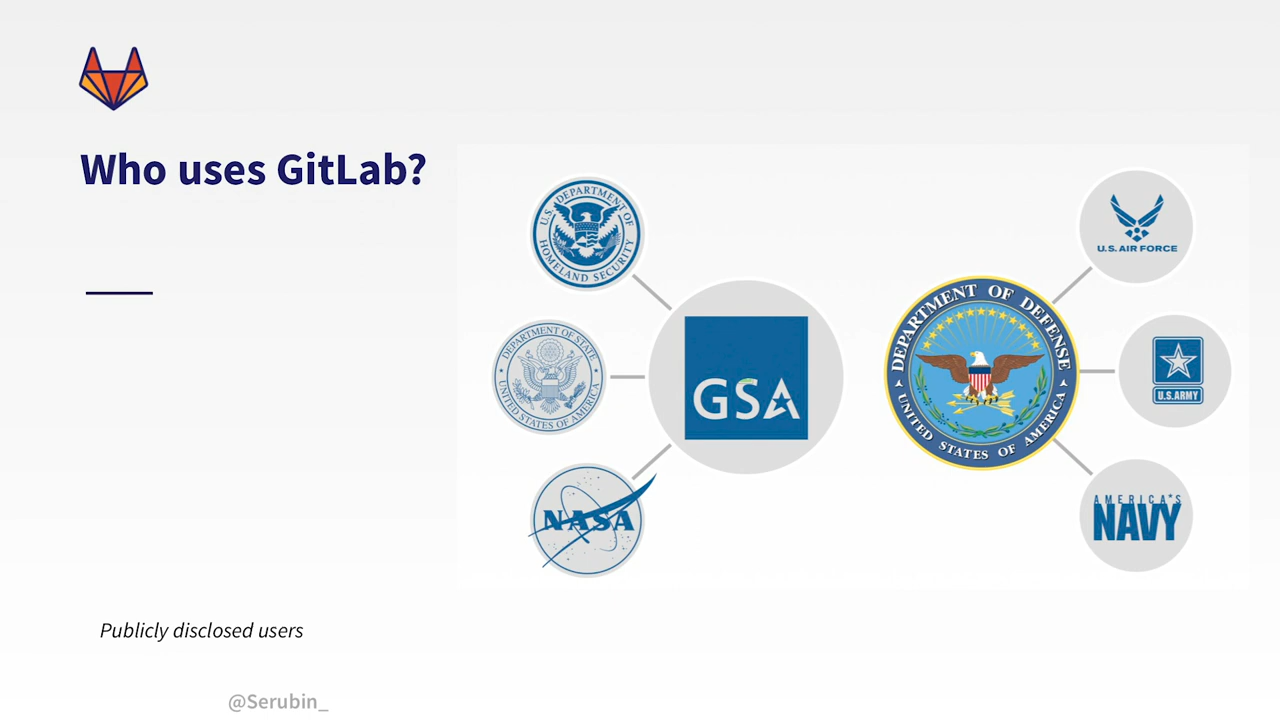 Who uses GitLab?
U.S. DEPARTMENT OF
HOMELAND SECURITY
DEPARTMENT OF STATE
UNITED STATES OF AMERICA
NASA
GSA
DEPARTMENT OF DEFENSE
UNITED STATES OF AMERICA
U.S. AIR FORCE
U.S.ARMY
AMERICA*S
NAVY
Publicly disclosed users
@Serubin_